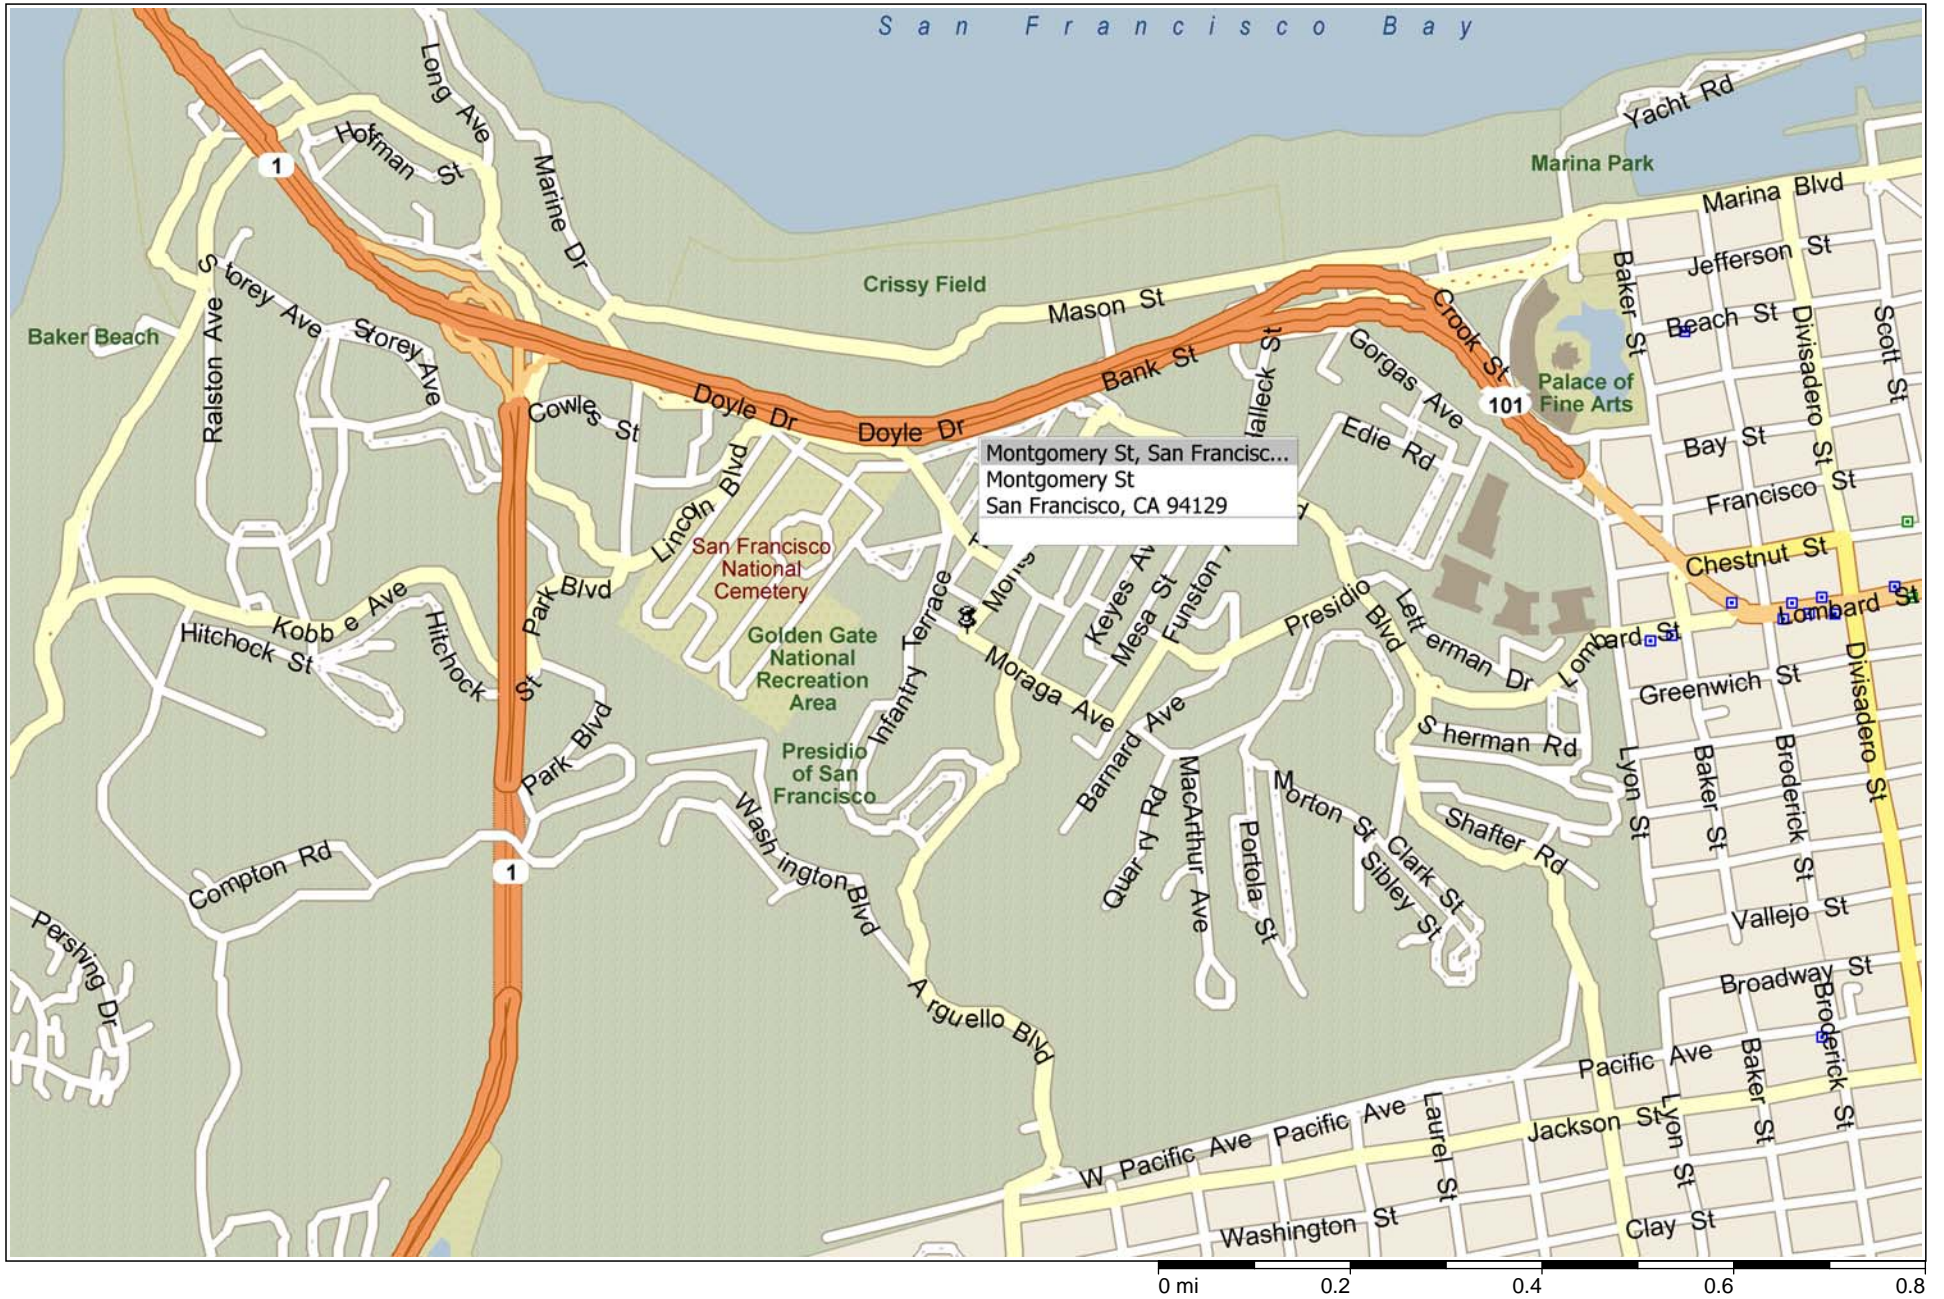 San Francisco Bay
Long Ave
Yacht Rd
Hoffman St
1
Marina Park
Marine Dr
Marina Blvd
Storey Ave
Baker St
Jefferson St
Crissy Field
Mason St
Crook St
Beach St
Divisadero St
Scott St
Baker Beach
Ralston Ave
Storey Ave
Bank St
Gorgas Ave
Palace of
Fine Arts
101
Cowles St
Doyle Dr
Doyle Dr
Edie Rd
Bay St
Montgomery St, San Francisc...
Montgomery St
San Francisco, CA 94129
Lincoln Blvd
Francisco St
San Francisco
National
Cemetery
Chestnut St
Park Blvd
Kobbe Ave
Hitchcock St
Hitchock St
Infantry Terrace
Keyes
Mesa St
Funston
Presidio Blvd
Letterman Dr
Lombard St
Lombard St
Golden Gate
National
Recreation
Area
Moraga Ave
Greenwich St
Divisadero St
Park Blvd
Barnard Ave
Sherman Rd
Presidio
of San
Francisco
Quarry Rd
MacArthur Ave
Portola St
Morton St
Clark St
Sibley St
Shafter Rd
Lyon St
Baker St
Broderick St
Washington Blvd
Compton Rd
1
Vallejo St
Pershing Dr
Broadway St
Broderick St
Arguello Blvd
Pacific Ave
Baker St
Lyon St
Laurel St
Jackson St
W Pacific Ave
Pacific Ave
Washington St
Clay St
0 mi
0.2
0.4
0.6
0.8